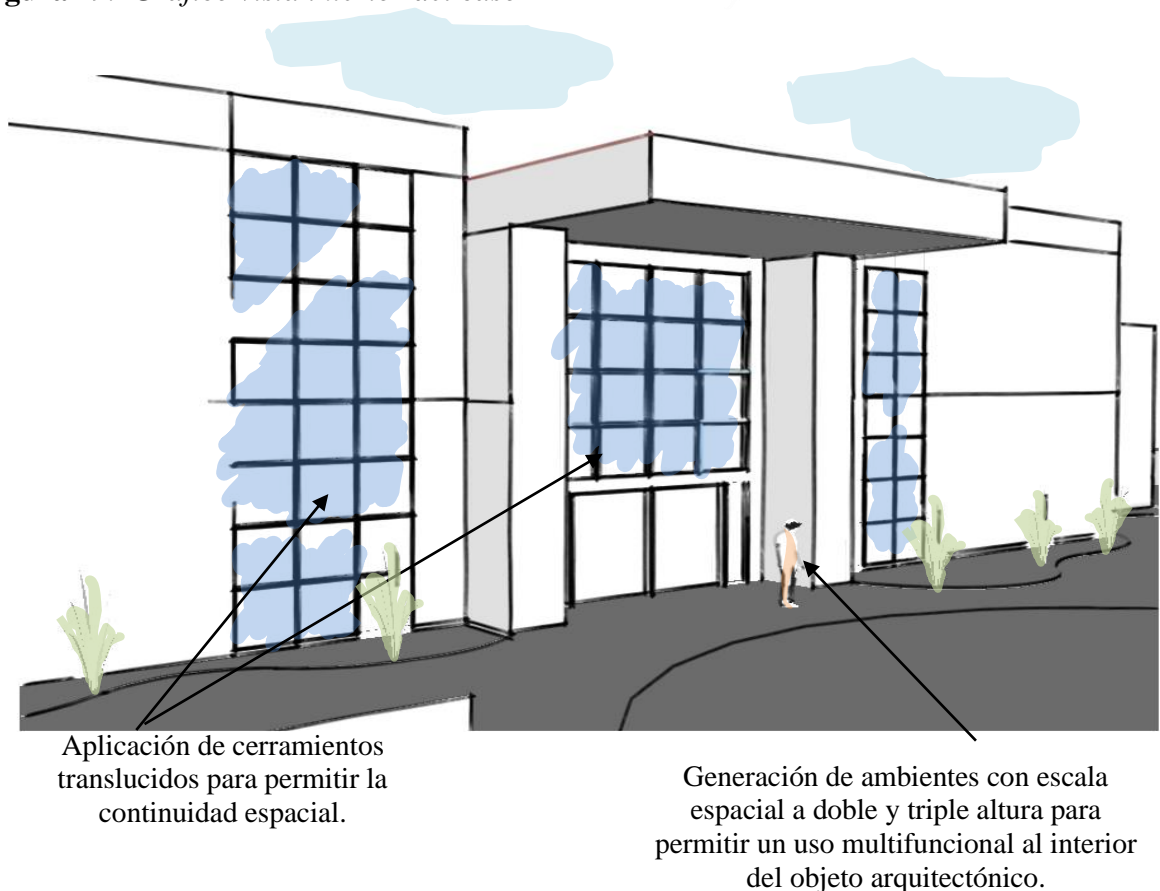 Aplicación de cerramientos
translucidos para permitir la
continuidad espacial.
Generación de ambientes con escala
espacial a doble y triple altura para
permitir un uso multifuncional al interior
del objeto arquitectónico.